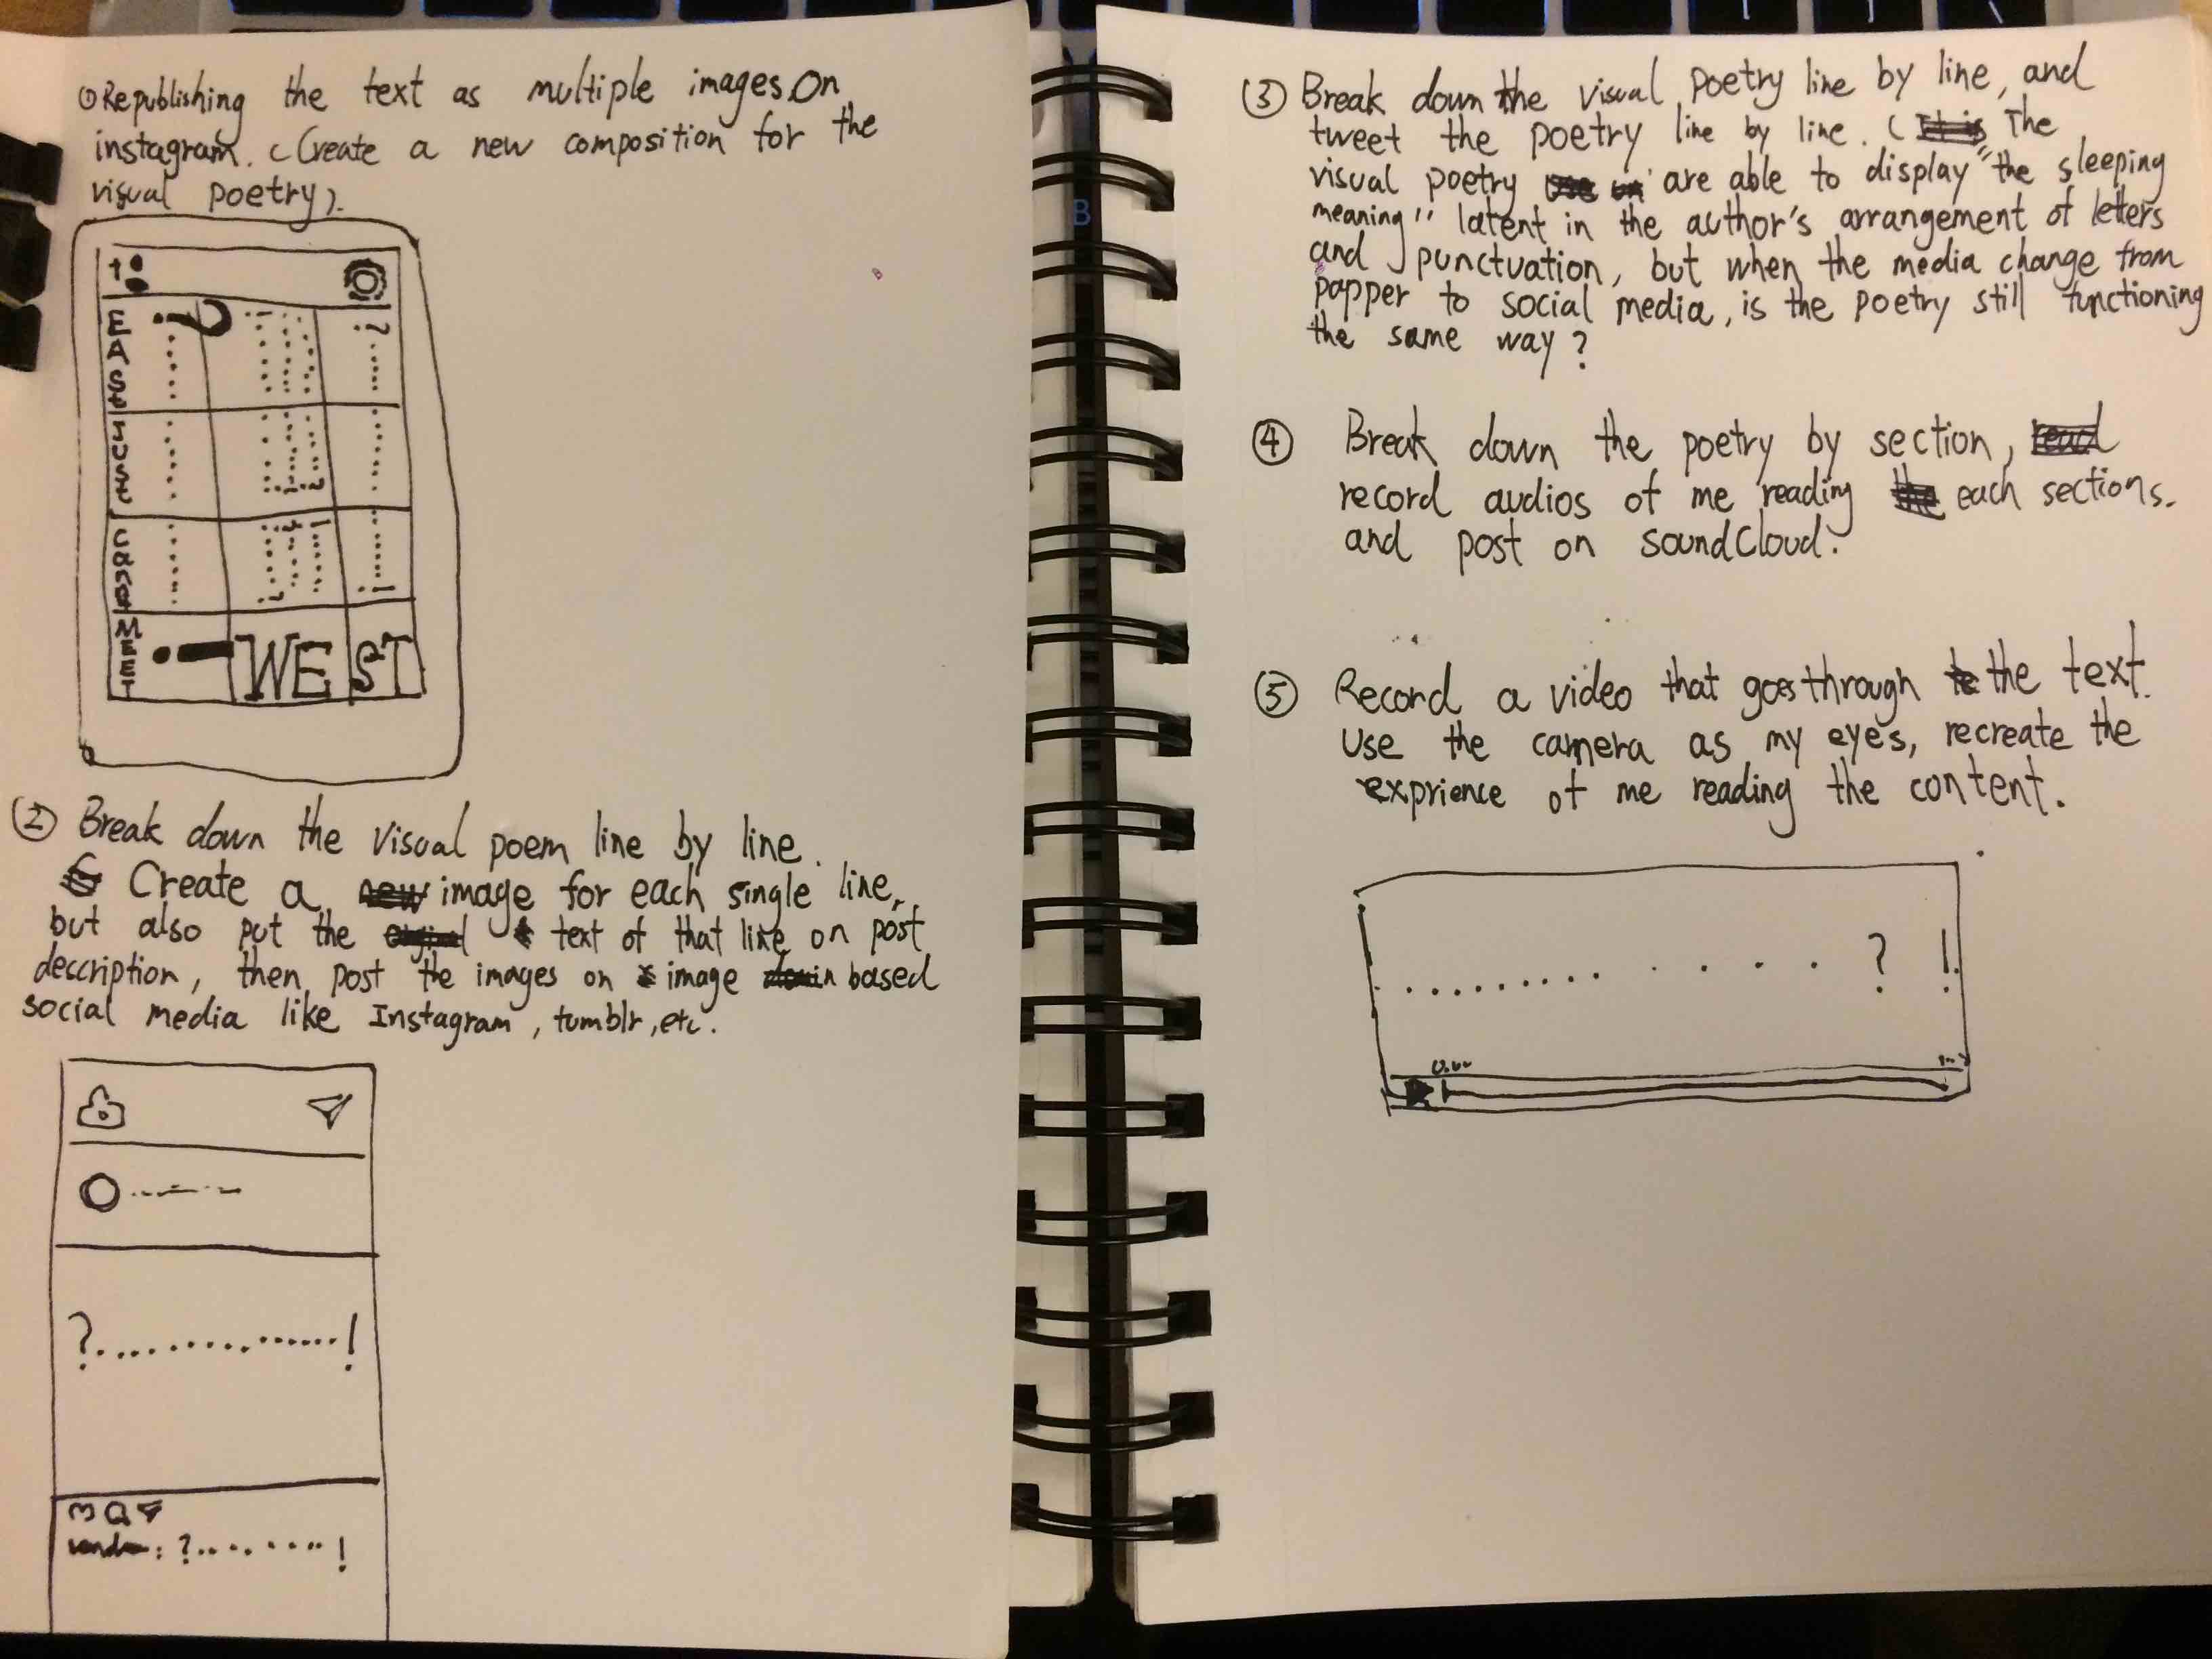 ① Republishing the text as multiple images on
instagram. (Create a new composition for the
visual poetry).
EAST
MEET
WEST
② Break down the visual poem line by line.
Create a new image for each single line,
but also put the text of that line on post
deccription, then post the images on image based
social media like Instagram, tumblr, etc.
? . . . . . . . . . . . . . . . !
? . . . . . . . . !
③ Break down the visual poetry line by line, and
tweet the poetry line by line. (It is The
visual poetry are able to display "the sleeping
meaning" latent in the author's arrangement of letters
and punctuation, but when the media change from
papper to social media, is the poetry still functioning
the same way?
④ Break down the poetry by section, read
record audios of me reading the each sections.
and post on soundCloud.
⑤ Record a video that goes through the text.
Use the camera as my eyes, recreate the
exprience of me reading the content.
. . . . . . . . . . . . . . . ? !
B